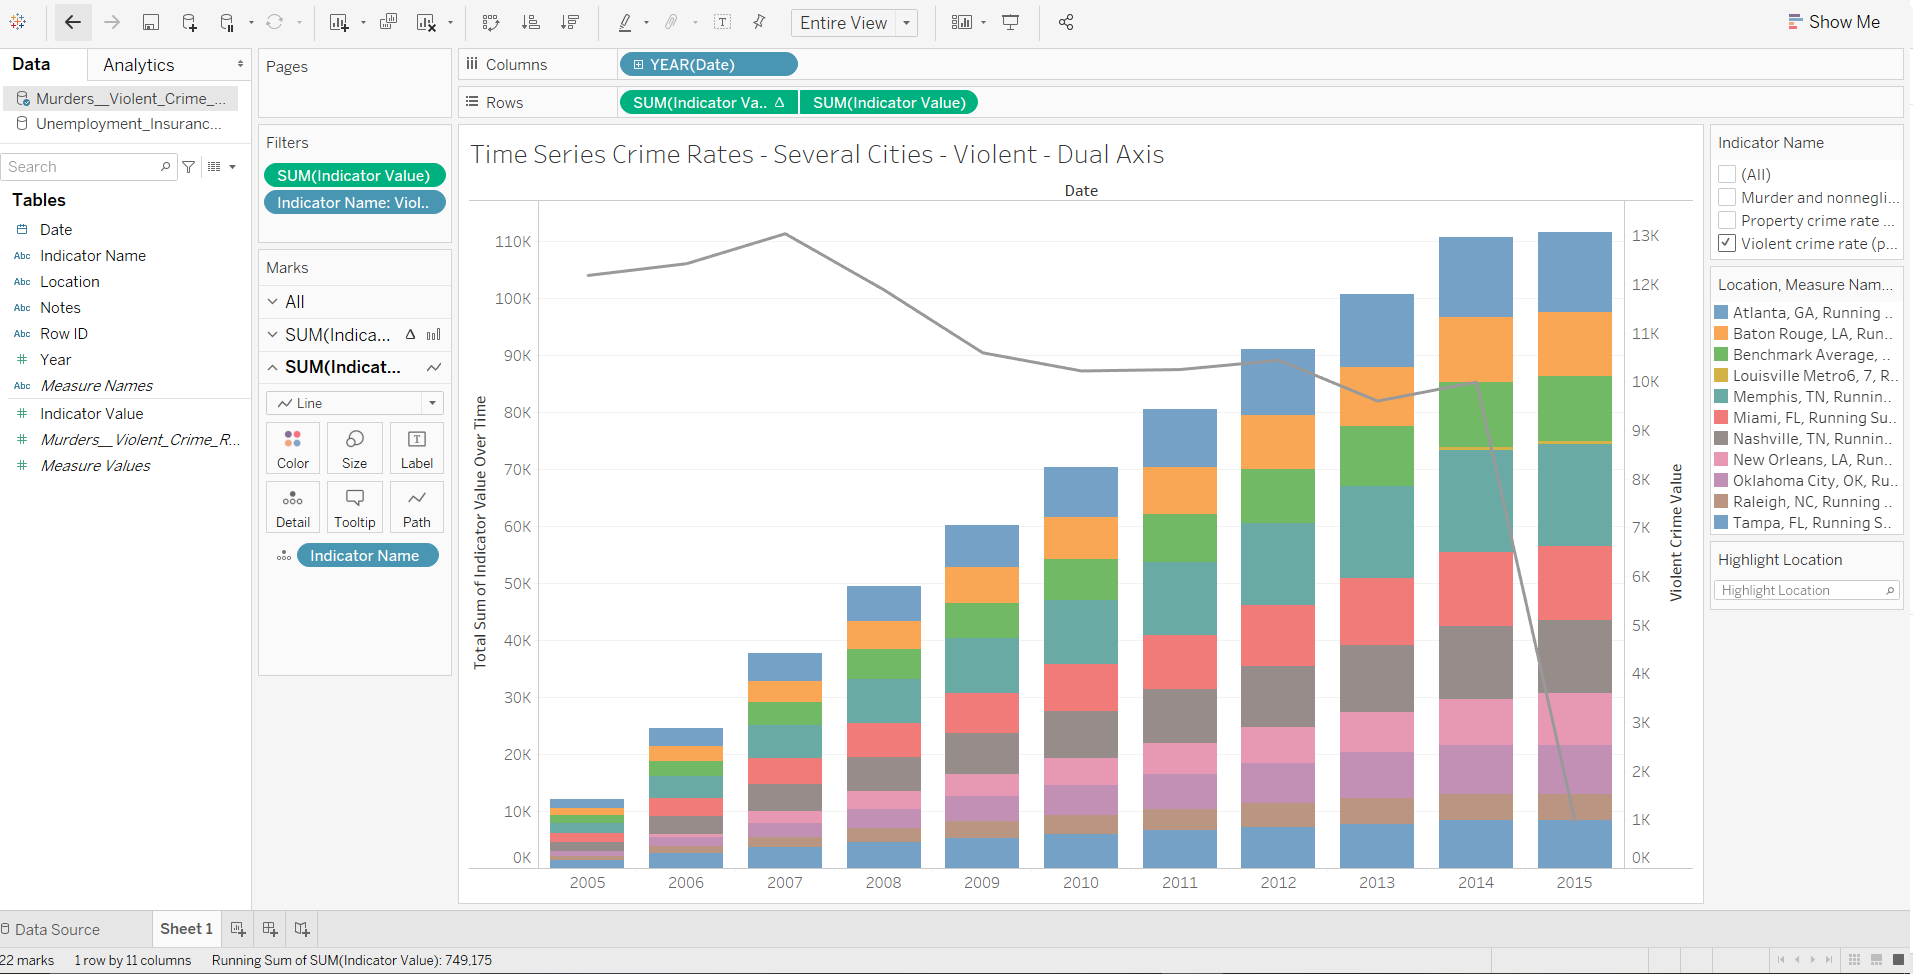 Entire View
Show Me
Data
Analytics
Murders__Violent_Crime_...
Unemployment_Insuranc...
Search
Tables
Date
Abc Indicator Name
Abc Location
Abc Notes
Abc Row ID
# Year
Abc Measure Names
# Indicator Value
# Murders__Violent_Crime_R...
# Measure Values
Pages
Filters
SUM(Indicator Value)
Indicator Name: Viol..
Marks
All
SUM(Indica... Δ
SUM(Indicat...
Line
Color
Size
T
Label
Detail
Tooltip
Path
Indicator Name
Columns
YEAR(Date)
Rows
SUM(Indicator Va.. Δ
SUM(Indicator Value)
Time Series Crime Rates - Several Cities - Violent - Dual Axis
Date
Total Sum of Indicator Value Over Time
110K
100K
90K
80K
70K
60K
50K
40K
30K
20K
10K
0K
2005
2006
2007
2008
2009
2010
2011
2012
2013
2014
2015
13K
12K
11K
10K
9K
8K
7K
6K
5K
4K
3K
2K
1K
0K
Violent Crime Value
Indicator Name
(All)
Murder and nonnegli...
Property crime rate ...
Violent crime rate (p...
Location, Measure Nam...
Atlanta, GA, Running ..
Baton Rouge, LA, Run..
Benchmark Average, ..
Louisville Metro6, 7, R..
Memphis, TN, Runnin..
Miami, FL, Running Su..
Nashville, TN, Runnin..
New Orleans, LA, Run..
Oklahoma City, OK, Ru..
Raleigh, NC, Running ..
Tampa, FL, Running S..
Highlight Location
Highlight Location
Data Source
Sheet 1
22 marks
1 row by 11 columns
Running Sum of SUM(Indicator Value): 749,175